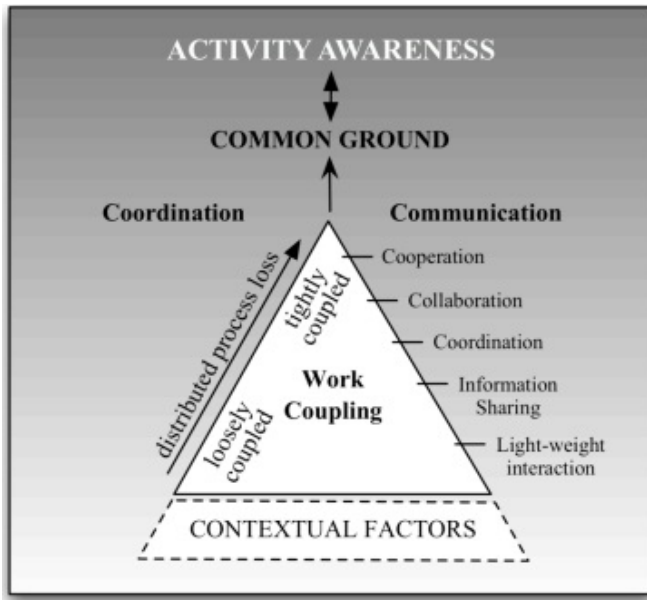 ACTIVITY AWARENESS
COMMON GROUND
Coordination
Communication
distributed process loss
tightly
coupled
loosely
coupled
Work
Coupling
Cooperation
Collaboration
Coordination
Information
Sharing
Light-weight
interaction
CONTEXTUAL FACTORS